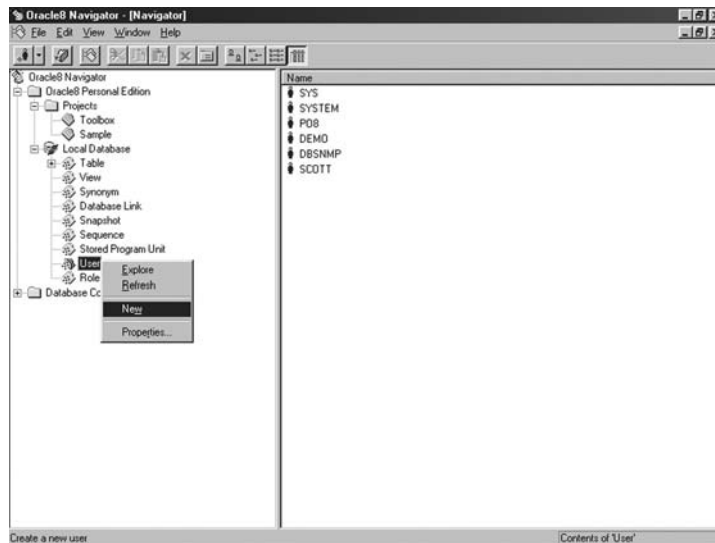 Oracle8 Navigator - [Navigator]
File Edit View Window Help
Oracle8 Navigator
Oracle8 Personal Edition
Projects
Toolbox
Sample
Local Database
Table
View
Synonym
Database Link
Snapshot
Sequence
Stored Program Unit
User
Role
Database Cc
Explore
Refresh
New
Properties...
Name
SYS
SYSTEM
PO8
DEMO
DBSNMP
SCOTT
Create a new user
Contents of 'User'